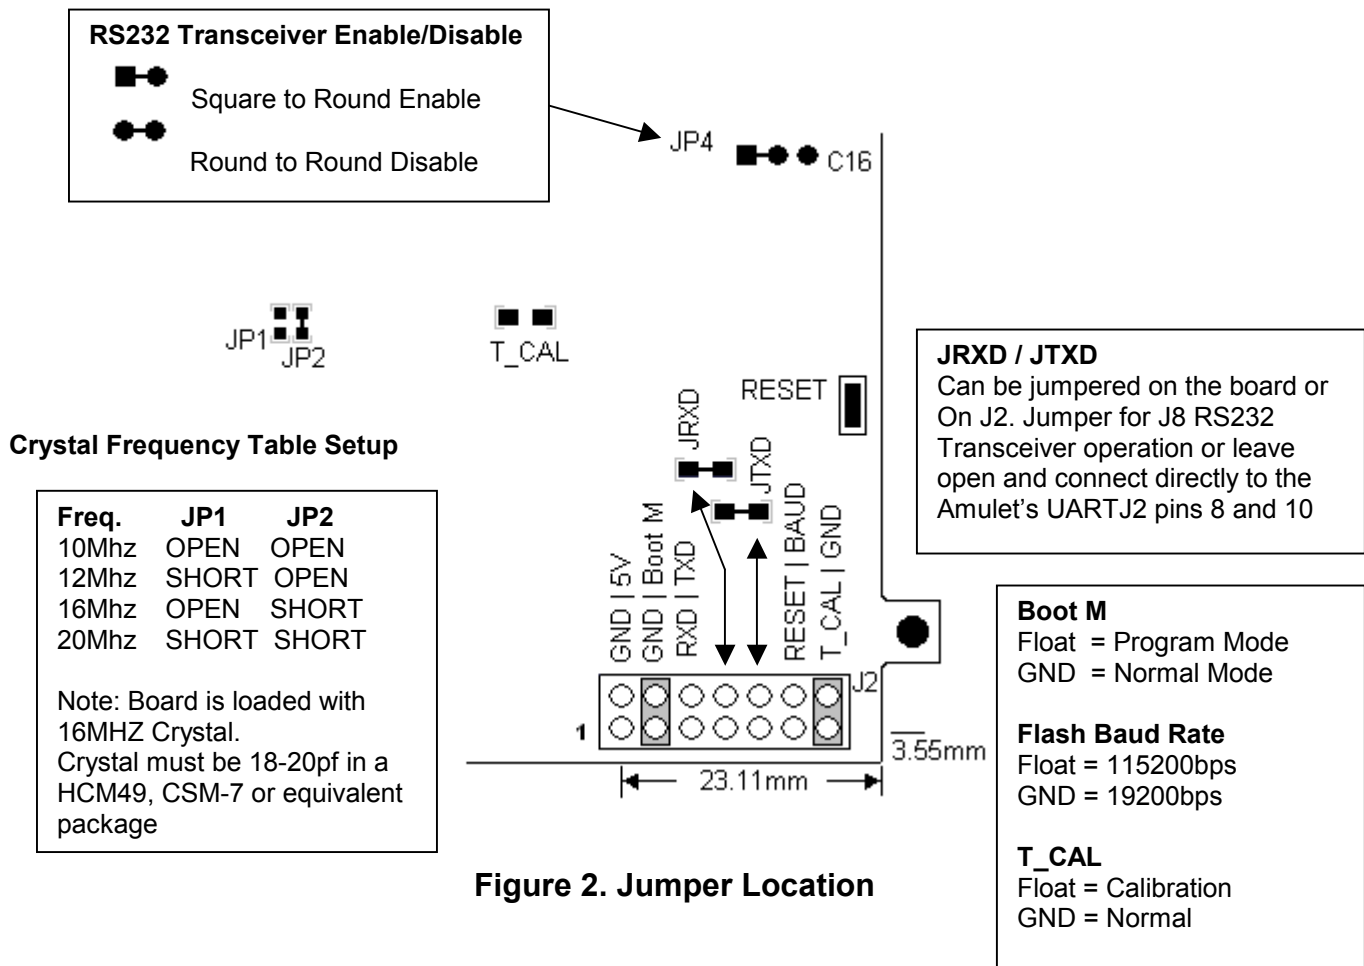 RS232 Transceiver Enable/Disable
Square to Round Enable
Round to Round Disable
JP4
C16
JP1
JP2
T_CAL
RESET
JRXD
JTXD
JRXD / JTXD
Can be jumpered on the board or
On J2. Jumper for J8 RS232
Transceiver operation or leave
open and connect directly to the
Amulet's UARTJ2 pins 8 and 10
Crystal Frequency Table Setup
Freq. JP1 JP2
10Mhz OPEN OPEN
12Mhz SHORT OPEN
16Mhz OPEN SHORT
20Mhz SHORT SHORT
Note: Board is loaded with
16MHZ Crystal.
Crystal must be 18-20pf in a
HCM49, CSM-7 or equivalent
package
GND | 5V
GND | Boot M
RXD | TXD
RESET | BAUD
T_CAL | GND
J2
1
3.55mm
23.11mm
Boot M
Float = Program Mode
GND = Normal Mode
Flash Baud Rate
Float = 115200bps
GND = 19200bps
T_CAL
Float = Calibration
GND = Normal
Figure 2. Jumper Location